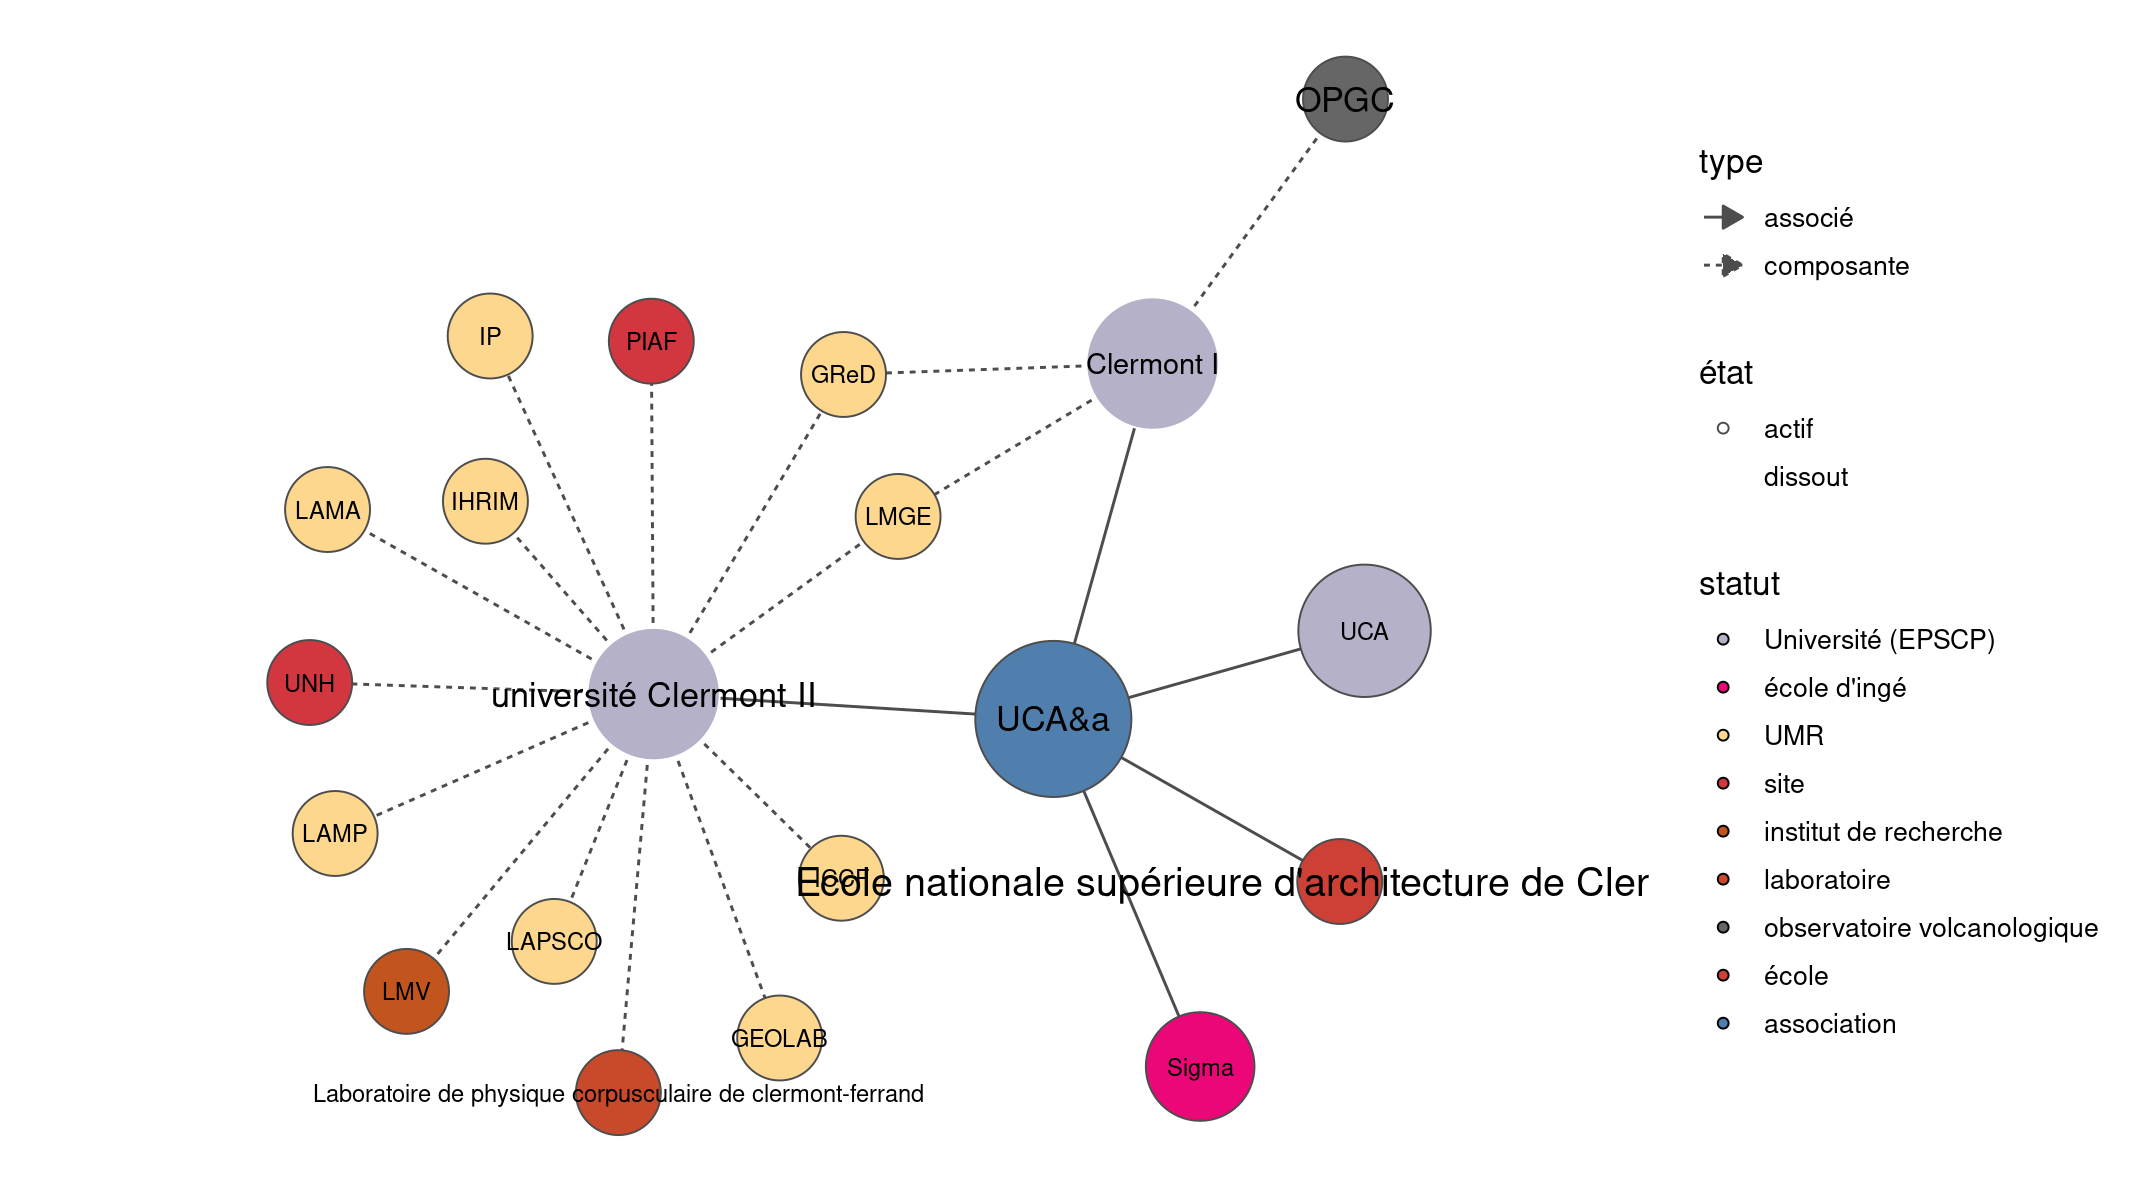 OPGC
IP
PIAF
GReD
Clermont I
LAMA
IHRIM
LMGE
UCA
UNH
université Clermont II
UCA&a
LAMP
ICCF
École nationale supérieure d'architecture de Cler
LAPSCO
LMV
GEOLAB
Sigma
Laboratoire de physique corpusculaire de clermont-ferrand
type
associé
composante
état
actif
dissout
statut
Université (EPSCP)
école d'ingé
UMR
site
institut de recherche
laboratoire
observatoire volcanologique
école
association